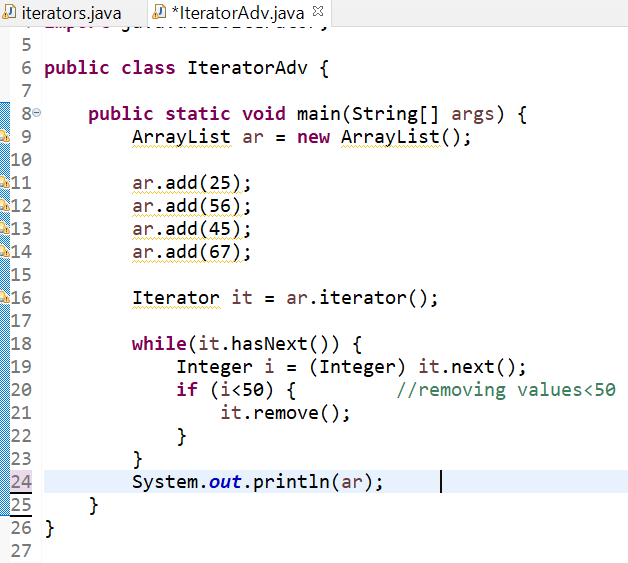 iterators.java *IteratorAdv.java
5
6 public class IteratorAdv {
7
8 public static void main(String[] args) {
9 ArrayList ar = new ArrayList();
10
11 ar.add(25);
12 ar.add(56);
13 ar.add(45);
14 ar.add(67);
15
16 Iterator it = ar.iterator();
17
18 while(it.hasNext()) {
19 Integer i = (Integer) it.next();
20 if (i<50) { //removing values<50
21 it.remove();
22 }
23 }
24 System.out.println(ar);
25 }
26 }
27